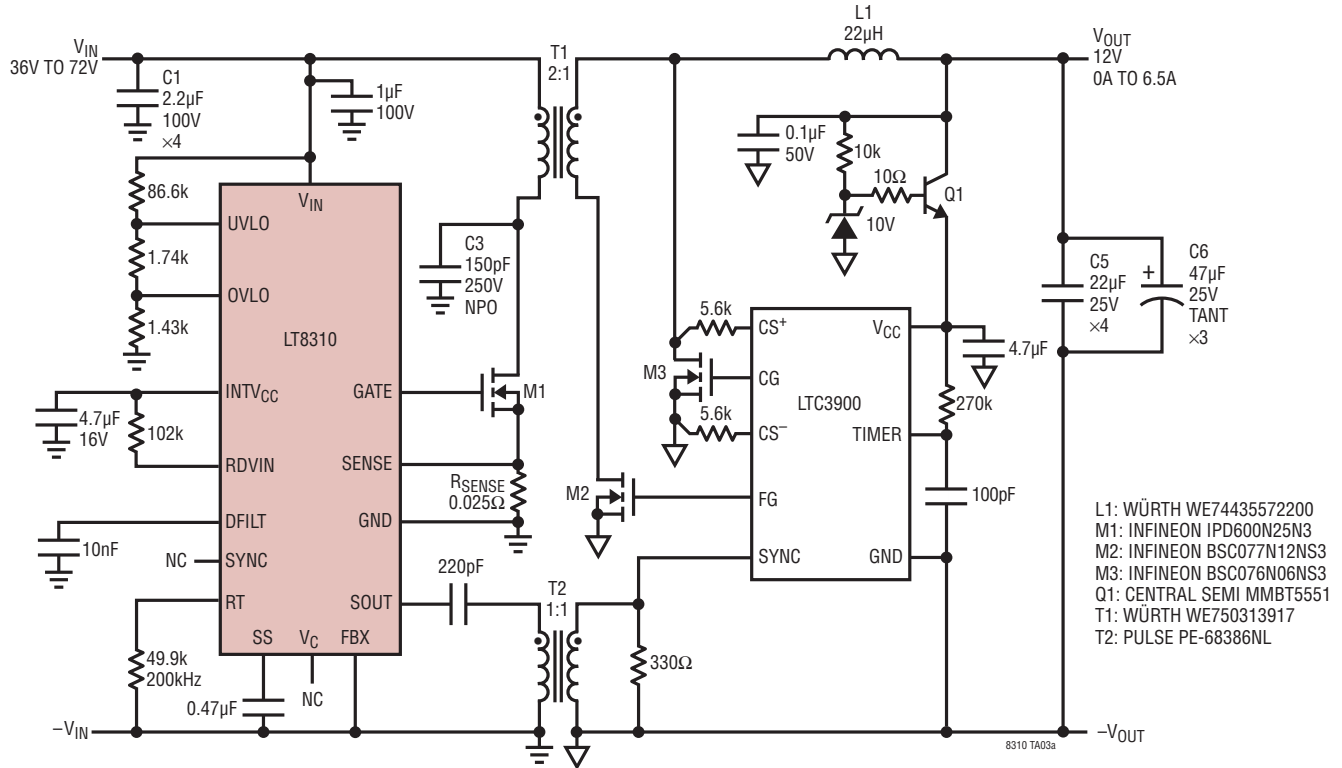 VIN
36V TO 72V
C1
2.2µF
100V
×4
1µF
100V
T1
2:1
L1
22µH
VOUT
12V
0A TO 6.5A
86.6k
1.74k
1.43k
VIN
UVLO
OVLO
LT8310
INTVCC
GATE
RDVIN
SENSE
DFILT
GND
SYNC
RT
SOUT
SS
VC
FBX
4.7µF
16V
102k
10nF
NC
49.9k
200kHz
0.47µF
NC
C3
150pF
250V
NPO
M1
RSENSE
0.025Ω
220pF
T2
1:1
330Ω
0.1µF
50V
10k
10Ω
Q1
10V
5.6k
M3
5.6k
M2
CS+
VCC
CG
LTC3900
CS–
TIMER
FG
SYNC
GND
4.7µF
270k
100pF
C5
22µF
25V
×4
+
C6
47µF
25V
TANT
×3
L1: WÜRTH WE74435572200
M1: INFINEON IPD600N25N3
M2: INFINEON BSC077N12NS3
M3: INFINEON BSC076N06NS3
Q1: CENTRAL SEMI MMBT5551
T1: WÜRTH WE750313917
T2: PULSE PE-68386NL
–VIN
–VOUT
8310 TA03a